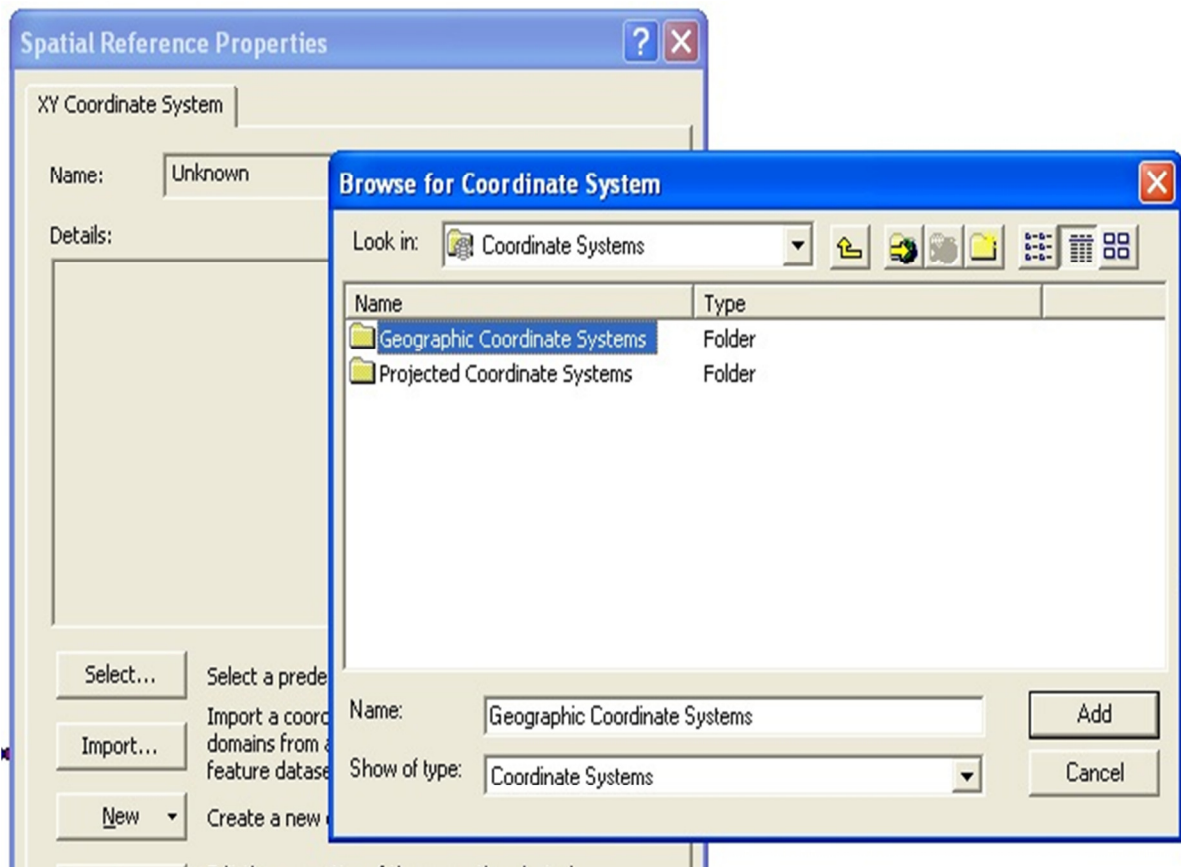 Spatial Reference Properties
XY Coordinate System
Name: Unknown
Details:
Select... Select a prede
Import... Import a coord
domains from a
feature datase
New Create a new
Browse for Coordinate System
Look in: Coordinate Systems
Name Type
Geographic Coordinate Systems Folder
Projected Coordinate Systems Folder
Name: Geographic Coordinate Systems Add
Show of type: Coordinate Systems Cancel